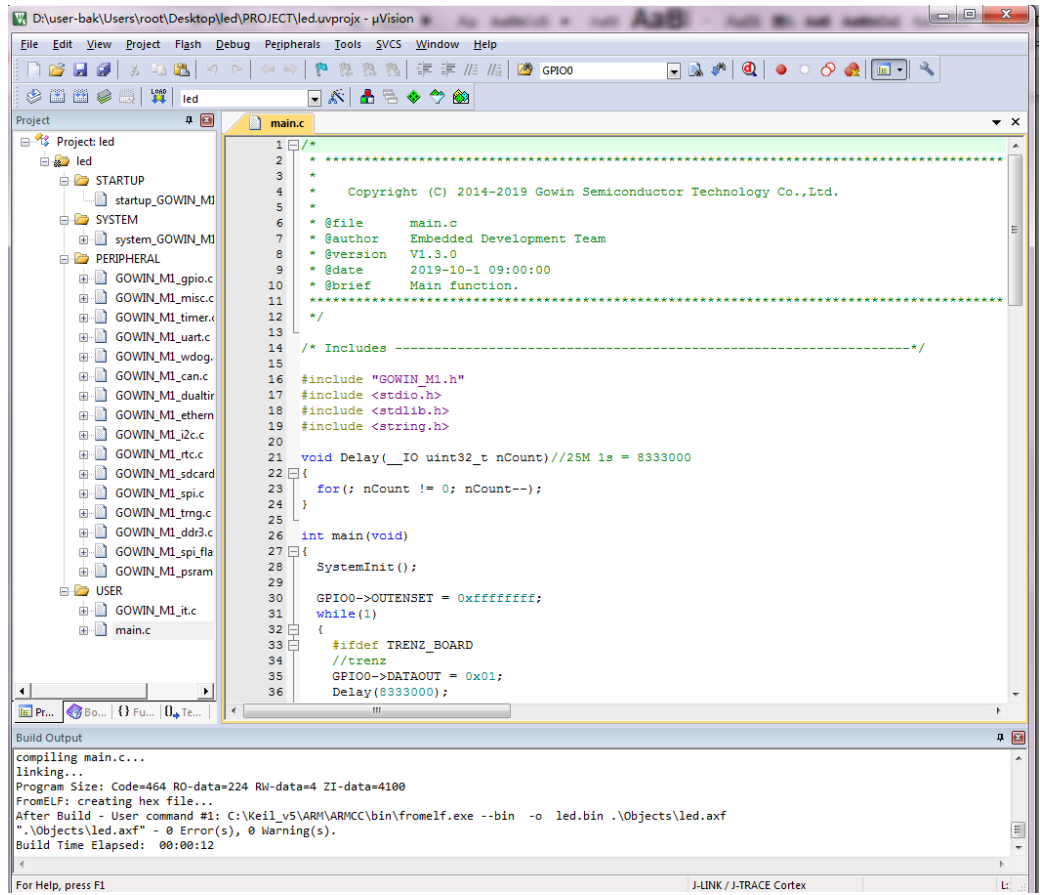 D:\user-bak\Users\root\Desktop\led\PROJECT\led.uvprojx - µVision
File Edit View Project Flash Debug Peripherals Tools SVCS Window Help
GPIO0
LOAD led
Project
main.c
Project: led
led
STARTUP
startup_GOWIN_M1
SYSTEM
system_GOWIN_M1
PERIPHERAL
GOWIN_M1_gpio.c
GOWIN_M1_misc.c
GOWIN_M1_timer.c
GOWIN_M1_uart.c
GOWIN_M1_wdog.
GOWIN_M1_can.c
GOWIN_M1_dualtir
GOWIN_M1_ethern
GOWIN_M1_i2c.c
GOWIN_M1_rtc.c
GOWIN_M1_sdcard
GOWIN_M1_spi.c
GOWIN_M1_trng.c
GOWIN_M1_ddr3.c
GOWIN_M1_spi_fla
GOWIN_M1_psram
USER
GOWIN_M1_it.c
main.c
Pr... Bo... {} Fu... Te...
1 /*
2 * ****************************************************************************************
3 *
4 * Copyright (C) 2014-2019 Gowin Semiconductor Technology Co.,Ltd.
5 *
6 * @file main.c
7 * @author Embedded Development Team
8 * @version V1.3.0
9 * @date 2019-10-1 09:00:00
10 * @brief Main function.
11 ******************************************************************************************
12 */
13
14 /* Includes ------------------------------------------------------------------*/
15
16 #include "GOWIN_M1.h"
17 #include <stdio.h>
18 #include <stdlib.h>
19 #include <string.h>
20
21 void Delay(__IO uint32_t nCount)//25M 1s = 8333000
22 {
23 for(; nCount != 0; nCount--);
24 }
25
26 int main(void)
27 {
28 SystemInit();
29
30 GPIO0->OUTENSET = 0xffffffff;
31 while(1)
32 {
33 #ifdef TRENZ_BOARD
34 //trenz
35 GPIO0->DATAOUT = 0x01;
36 Delay(8333000);
Build Output
compiling main.c...
linking...
Program Size: Code=464 RO-data=224 RW-data=4 ZI-data=4100
FromELF: creating hex file...
After Build - User command #1: C:\Keil_v5\ARM\ARMCC\bin\fromelf.exe --bin -o led.bin .\Objects\led.axf
".\Objects\led.axf" - 0 Error(s), 0 Warning(s).
Build Time Elapsed: 00:00:12
For Help, press F1
J-LINK / J-TRACE Cortex
L: